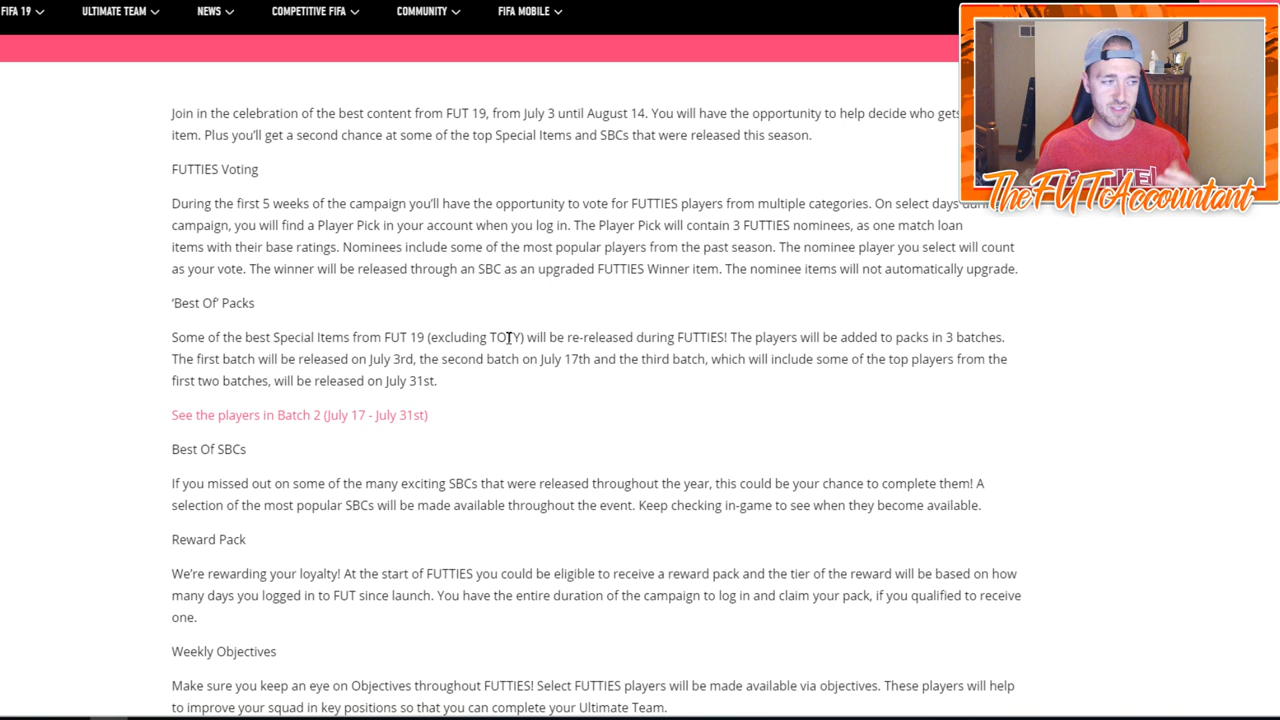 FIFA 19 ULTIMATE TEAM NEWS COMPETITIVE FIFA COMMUNITY FIFA MOBILE
Join in the celebration of the best content from FUT 19, from July 3 until August 14. You will have the opportunity to help decide who gets
item. Plus you'll get a second chance at some of the top Special Items and SBCs that were released this season.
FUTTIES Voting
During the first 5 weeks of the campaign you'll have the opportunity to vote for FUTTIES players from multiple categories. On select days during
campaign, you will find a Player Pick in your account when you log in. The Player Pick will contain 3 FUTTIES nominees, as one match loan
items with their base ratings. Nominees include some of the most popular players from the past season. The nominee player you select will count
as your vote. The winner will be released through an SBC as an upgraded FUTTIES Winner item. The nominee items will not automatically upgrade.
'Best Of' Packs
Some of the best Special Items from FUT 19 (excluding TOTY) will be re-released during FUTTIES! The players will be added to packs in 3 batches.
The first batch will be released on July 3rd, the second batch on July 17th and the third batch, which will include some of the top players from the
first two batches, will be released on July 31st.
See the players in Batch 2 (July 17 - July 31st)
Best Of SBCs
If you missed out on some of the many exciting SBCs that were released throughout the year, this could be your chance to complete them! A
selection of the most popular SBCs will be made available throughout the event. Keep checking in-game to see when they become available.
Reward Pack
We're rewarding your loyalty! At the start of FUTTIES you could be eligible to receive a reward pack and the tier of the reward will be based on how
many days you logged in to FUT since launch. You have the entire duration of the campaign to log in and claim your pack, if you qualified to receive
one.
Weekly Objectives
Make sure you keep an eye on Objectives throughout FUTTIES! Select FUTTIES players will be made available via objectives. These players will help
to improve your squad in key positions so that you can complete your Ultimate Team.
TheFUTAccountant